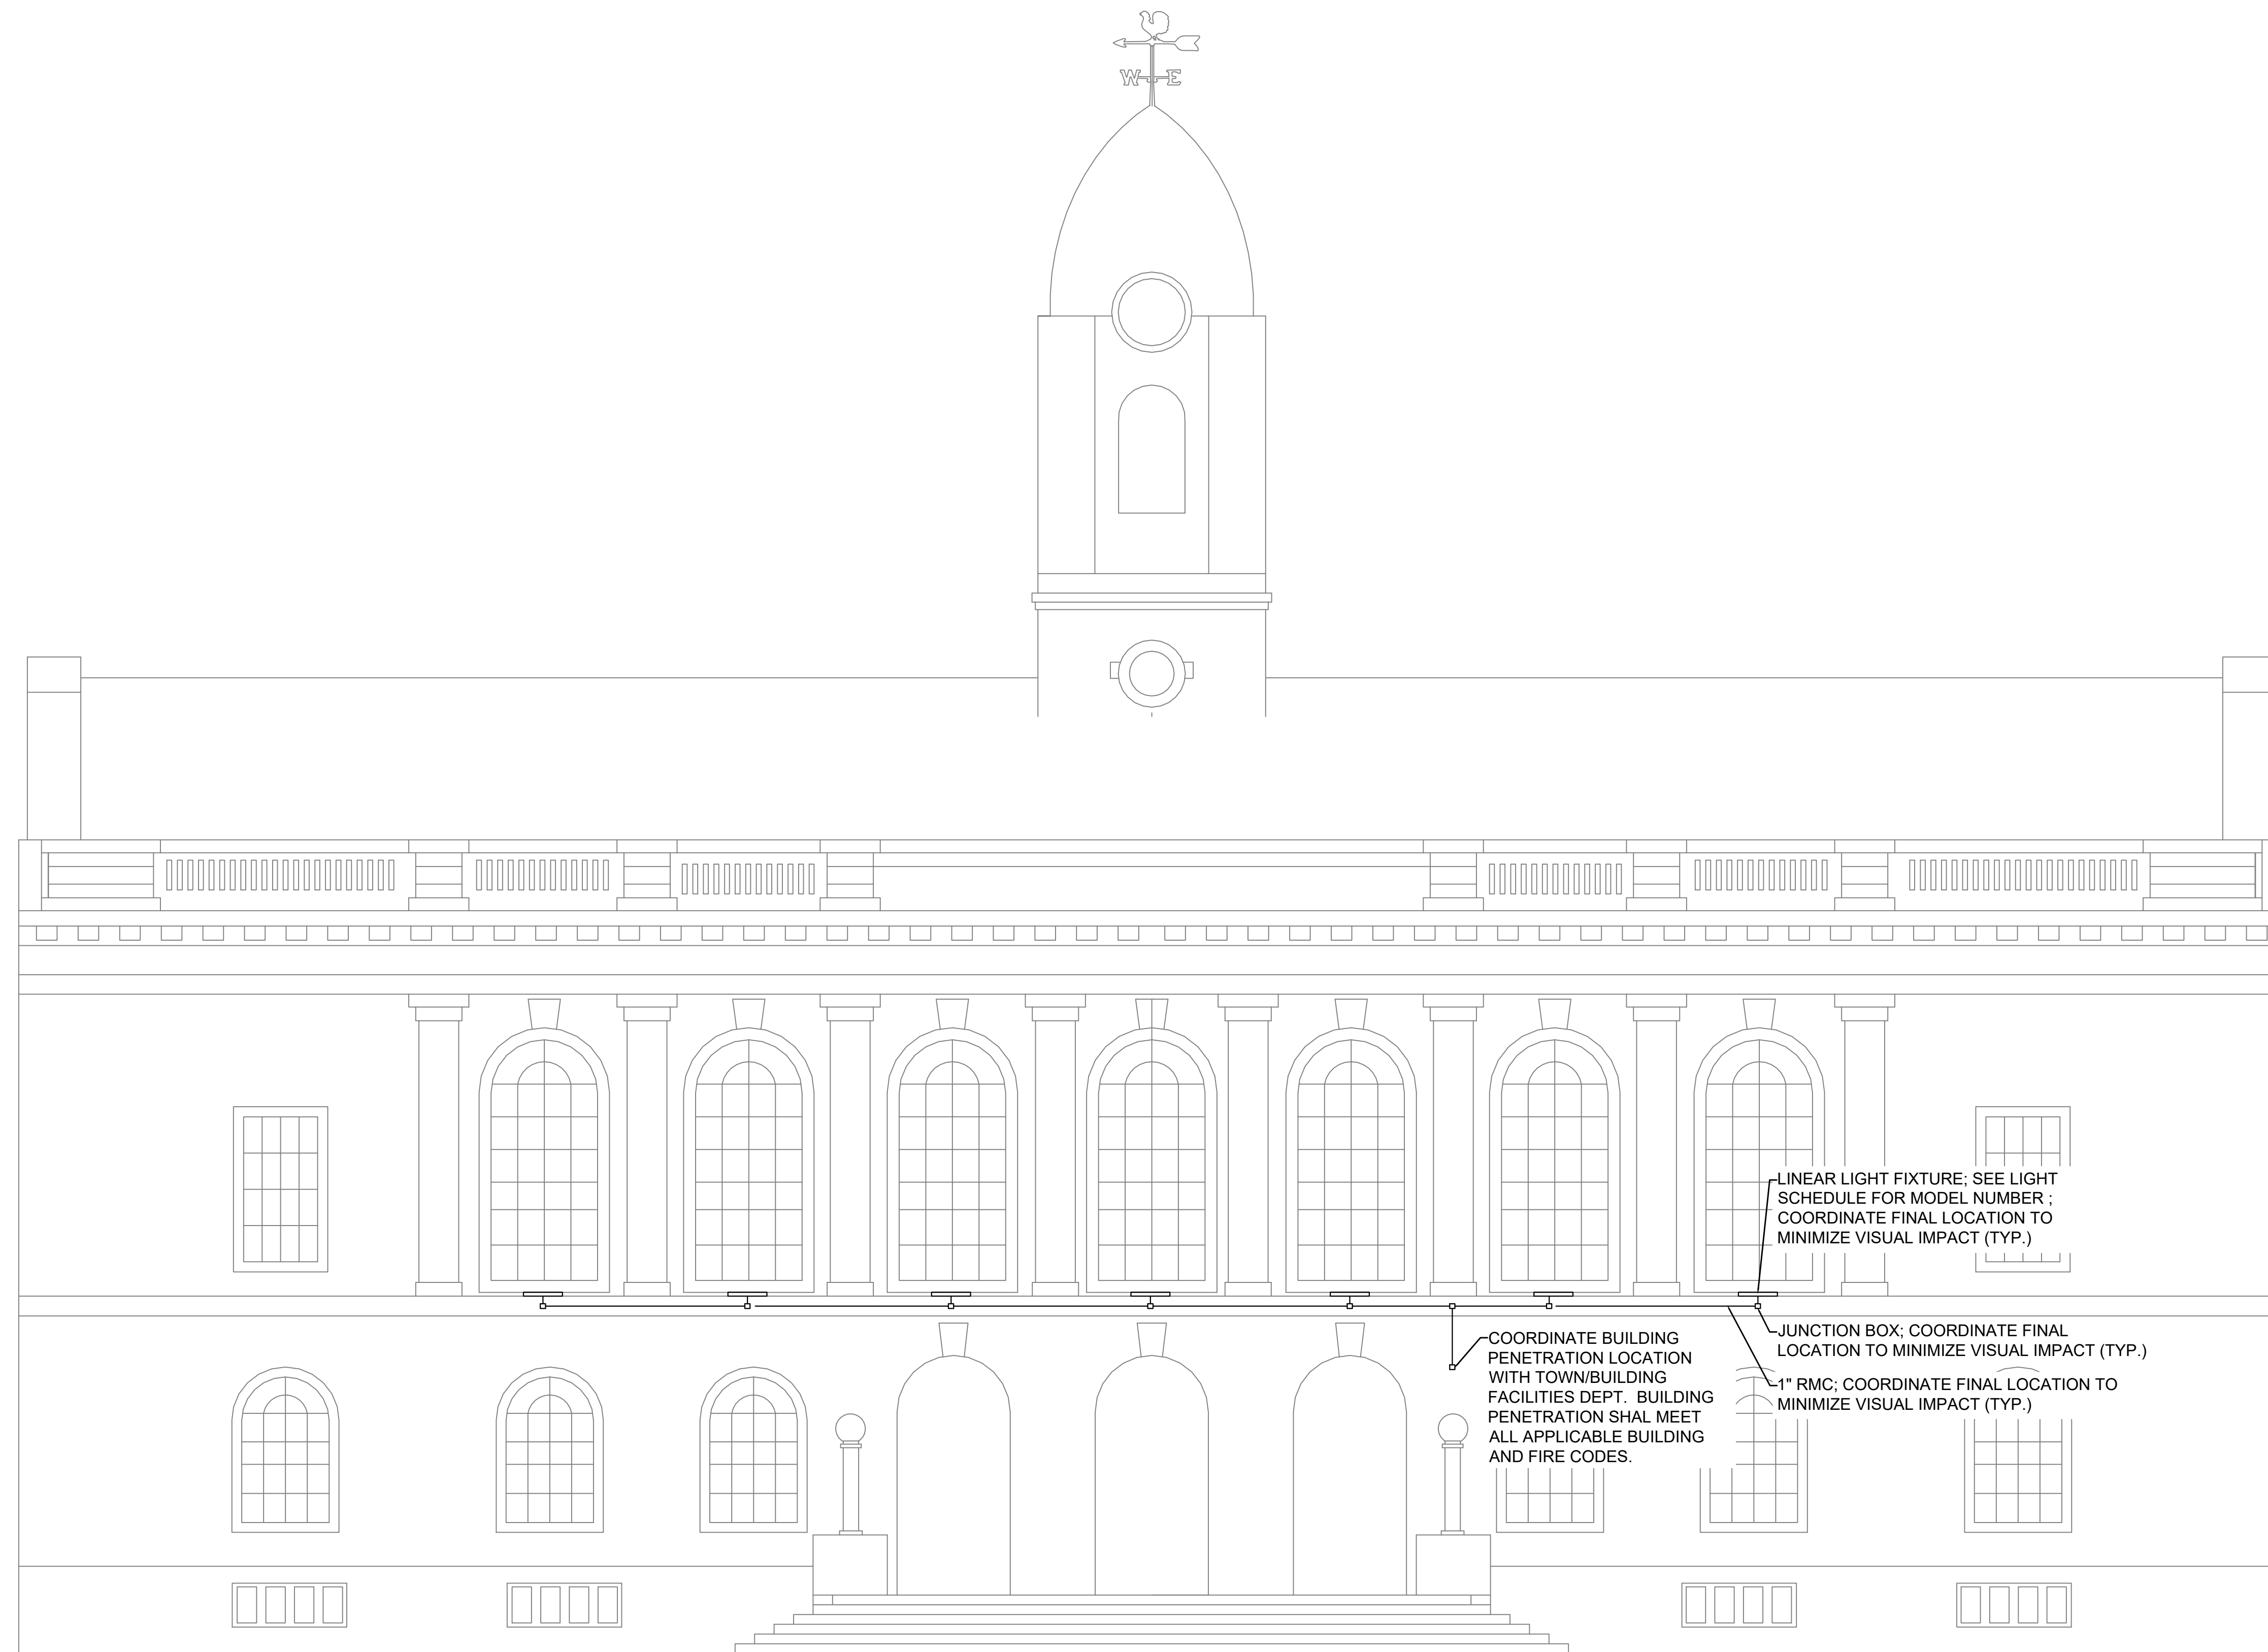 W E
LINEAR LIGHT FIXTURE; SEE LIGHT
SCHEDULE FOR MODEL NUMBER ;
COORDINATE FINAL LOCATION TO
MINIMIZE VISUAL IMPACT (TYP.)
COORDINATE BUILDING
PENETRATION LOCATION
WITH TOWN/BUILDING
FACILITIES DEPT.  BUILDING
PENETRATION SHAL MEET
ALL APPLICABLE BUILDING
AND FIRE CODES.
JUNCTION BOX; COORDINATE FINAL
LOCATION TO MINIMIZE VISUAL IMPACT (TYP.)
1" RMC; COORDINATE FINAL LOCATION TO
MINIMIZE VISUAL IMPACT (TYP.)